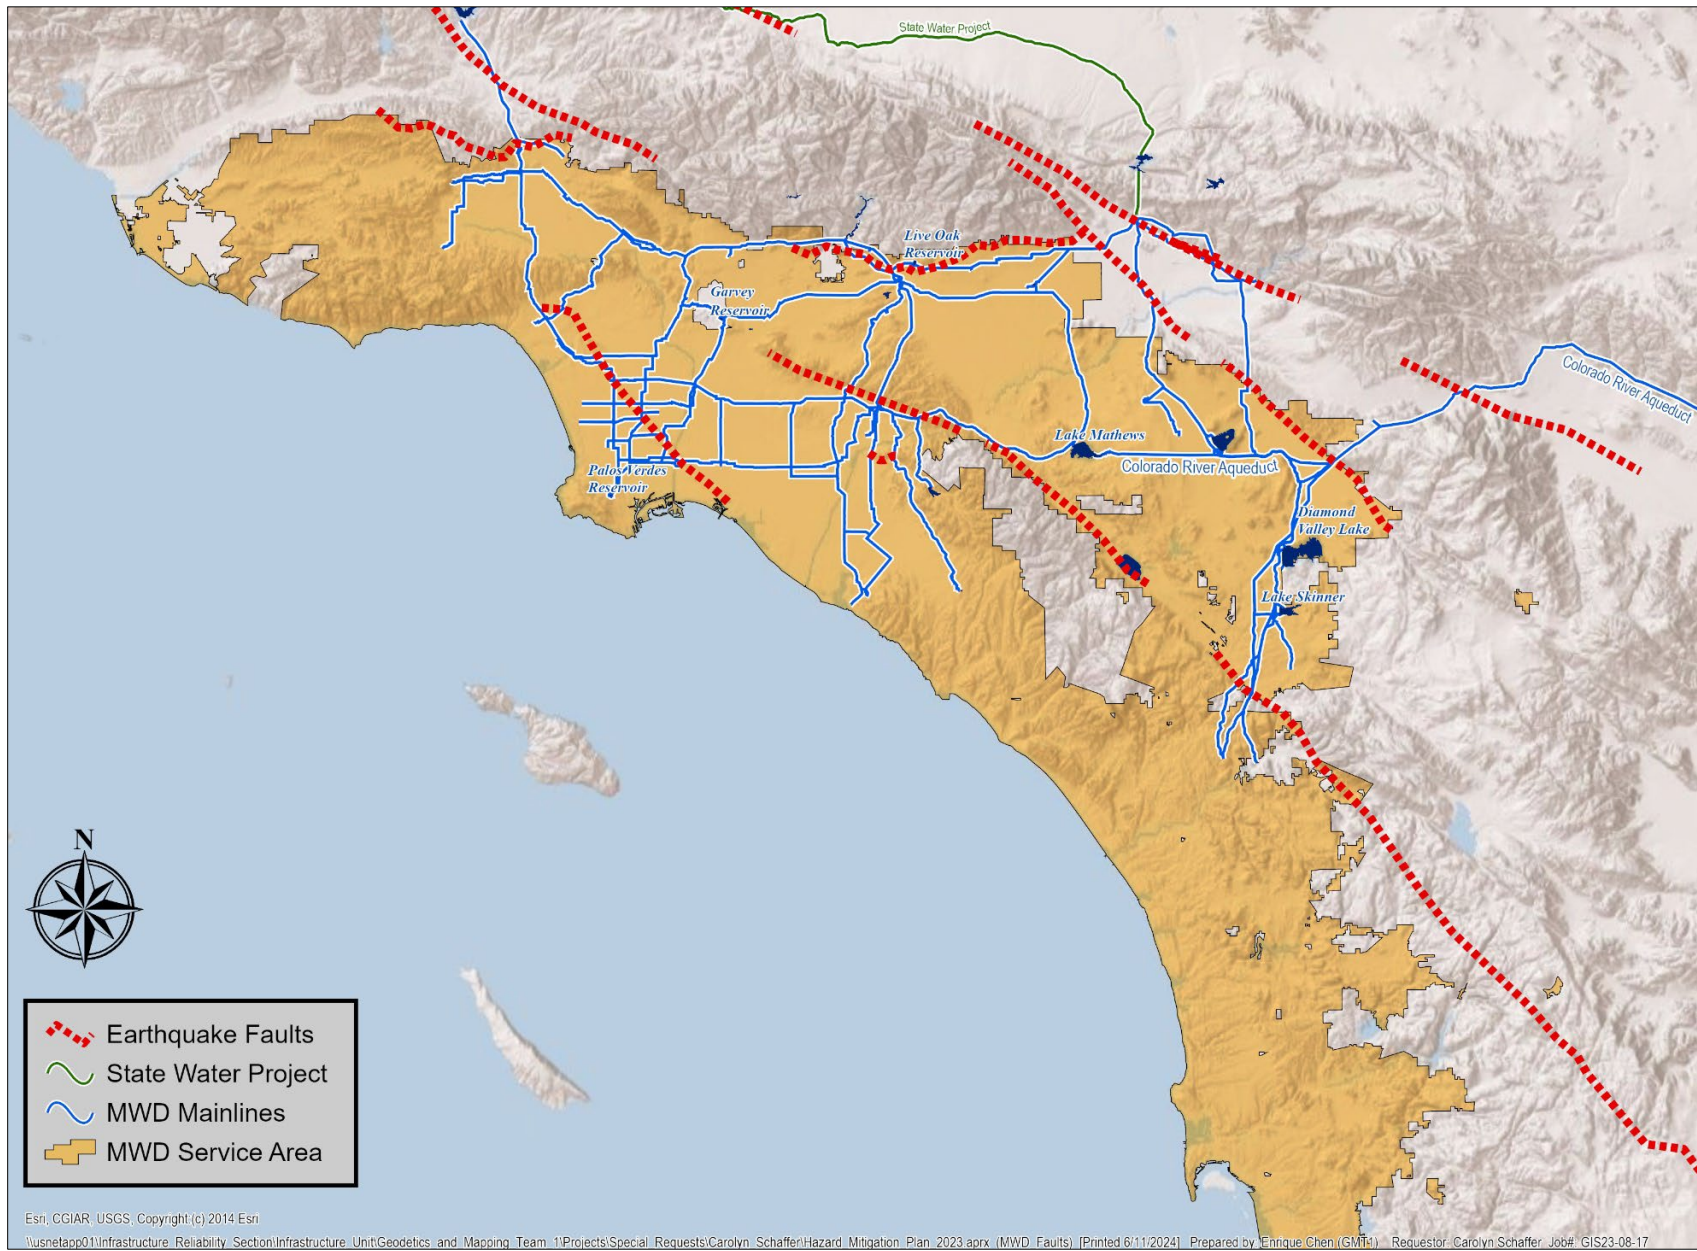 State Water Project
Live Oak
Reservoir
Garvey
Reservoir
Colorado River Aqueduct
Lake Mathews
Colorado River Aqueduct
Palos Verdes
Reservoir
Diamond
Valley Lake
Lake Skinner
N
Earthquake Faults
State Water Project
MWD Mainlines
MWD Service Area
Esri, CGIAR, USGS, Copyright:(c) 2014 Esri
\\usnetapp01\Infrastructure_Reliability_Section\Infrastructure_Unit\Geodetics_and_Mapping_Team_1\Projects\Special_Requests\Carolyn_Schaffer\Hazard_Mitigation_Plan_2023.aprx (MWD_Faults) [Printed 6/11/2024] Prepared by: Enrique Chen (GMT1) Requestor: Carolyn Schaffer Job#: GIS23-08-17